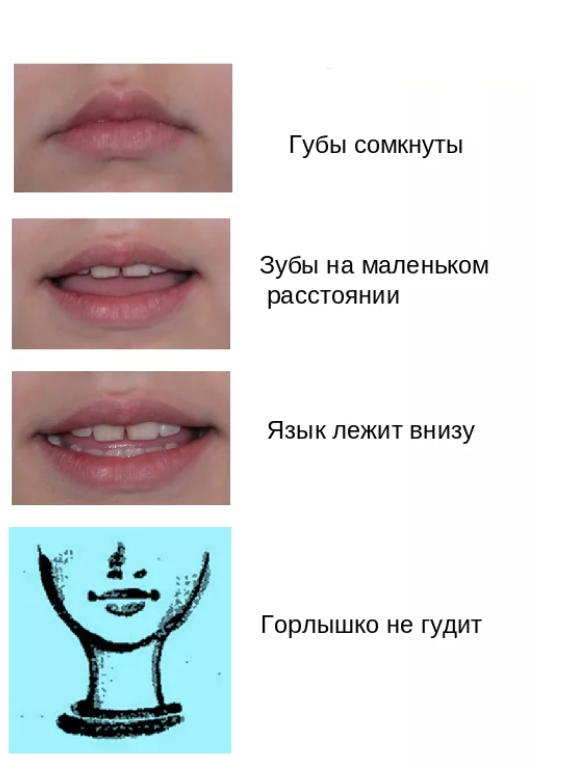 Губы сомкнуты
Зубы на маленьком
расстоянии
Язык лежит внизу
Горлышко не гудит